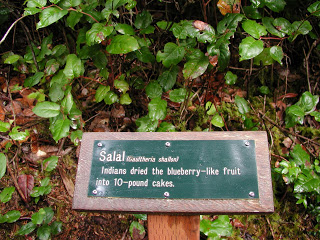 Salal (Gaultheria shallon)
Indians dried the blueberry-like fruit
into 10-pound cakes.